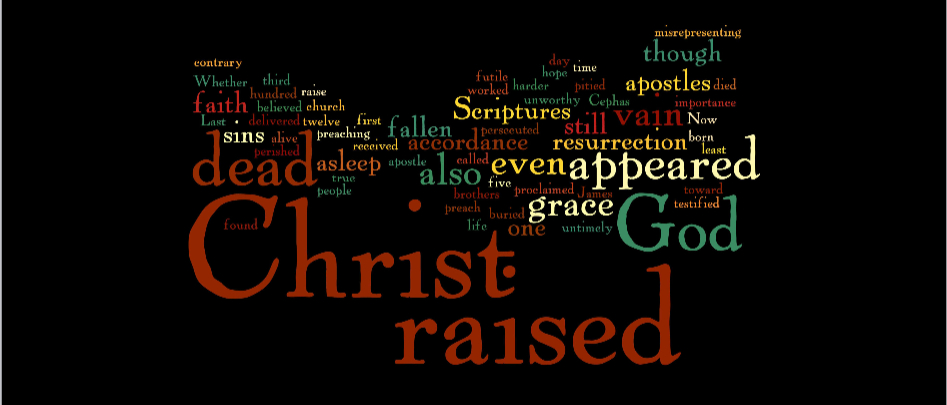 misrepresenting
though
contrary
day
time
hope
Whether third
futile
harder
pitied
apostles died
hundred raise
worked
faith believed church
unworthy Cephas
importance
Scriptures
vain Now
Last delivered twelve first
fallen
persecuted
still
sins alive preaching
received
accordance
resurrection born
least
perished
dead
asleep
apostle
called
even appeared
also
five
true
people
brothers
proclaimed James
toward
testified
preach
buried
grace
found
life
one
untimely
God
Christ
raised